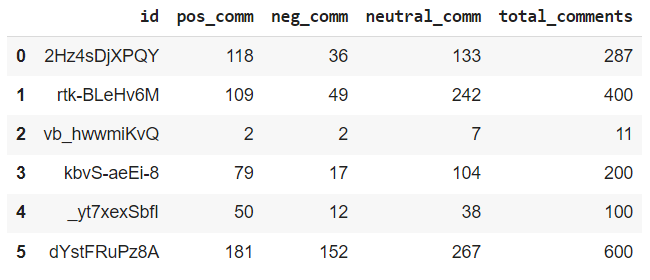 id pos_comm neg_comm neutral_comm total_comments
0 2Hz4sDjXPQY 118 36 133 287
1 rtk-BLeHv6M 109 49 242 400
2 vb_hwwmiKvQ 2 2 7 11
3 kbvS-aeEi-8 79 17 104 200
4 _yt7xexSbfI 50 12 38 100
5 dYstFRuPz8A 181 152 267 600